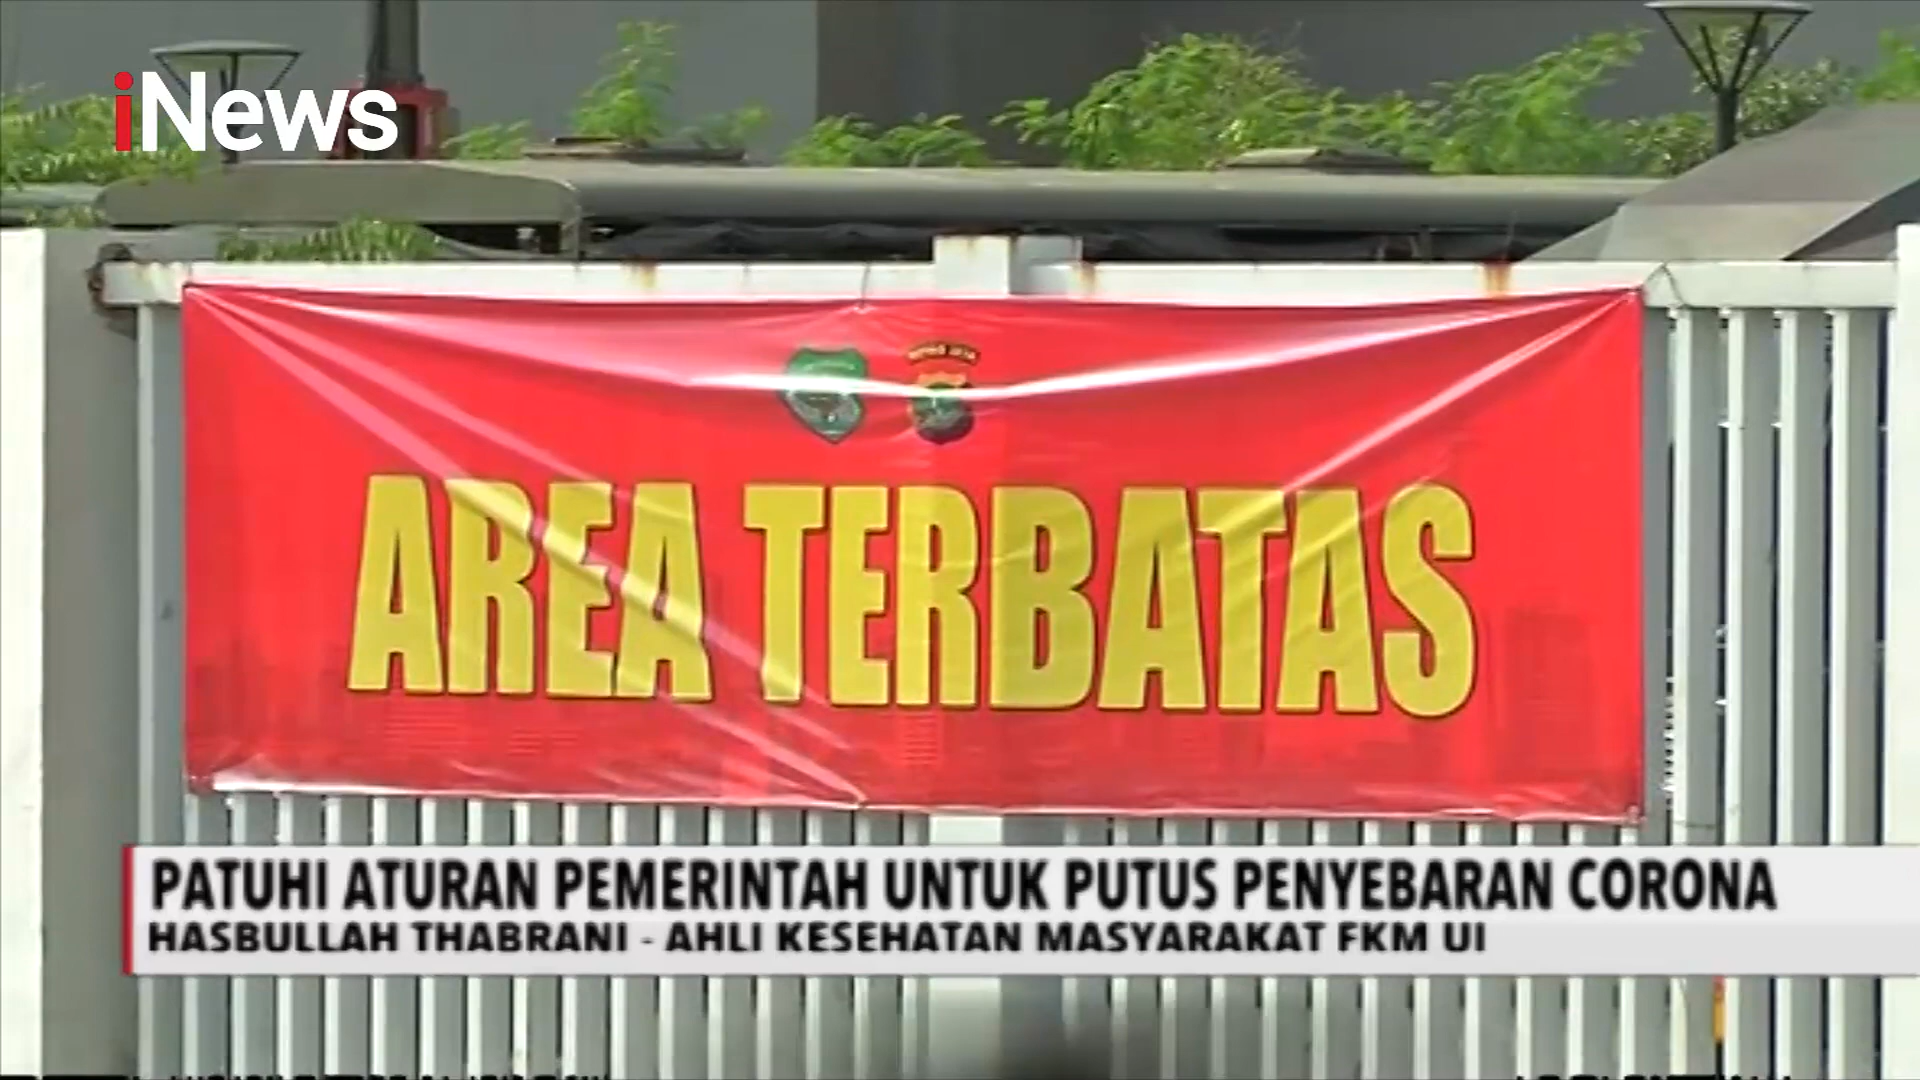 iNews
AREA TERBATAS
PATUHI ATURAN PEMERINTAH UNTUK PUTUS PENYEBARAN CORONA
HASBULLAH THABRANI - AHLI KESEHATAN MASYARAKAT FKM UI